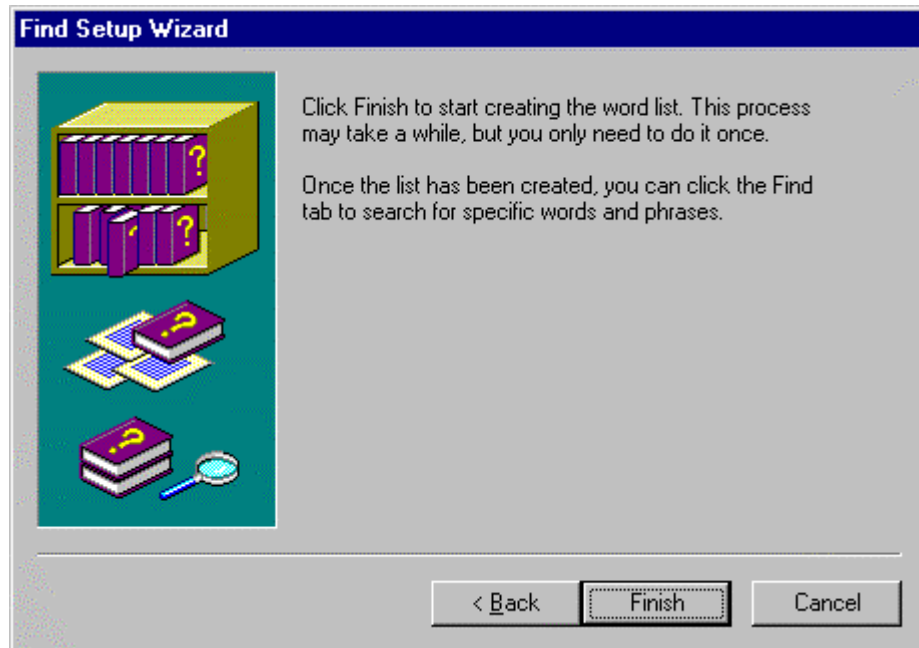 Find Setup Wizard
Click Finish to start creating the word list. This process
may take a while, but you only need to do it once.
Once the list has been created, you can click the Find
tab to search for specific words and phrases.
?
?
?
?
< Back
Finish
Cancel